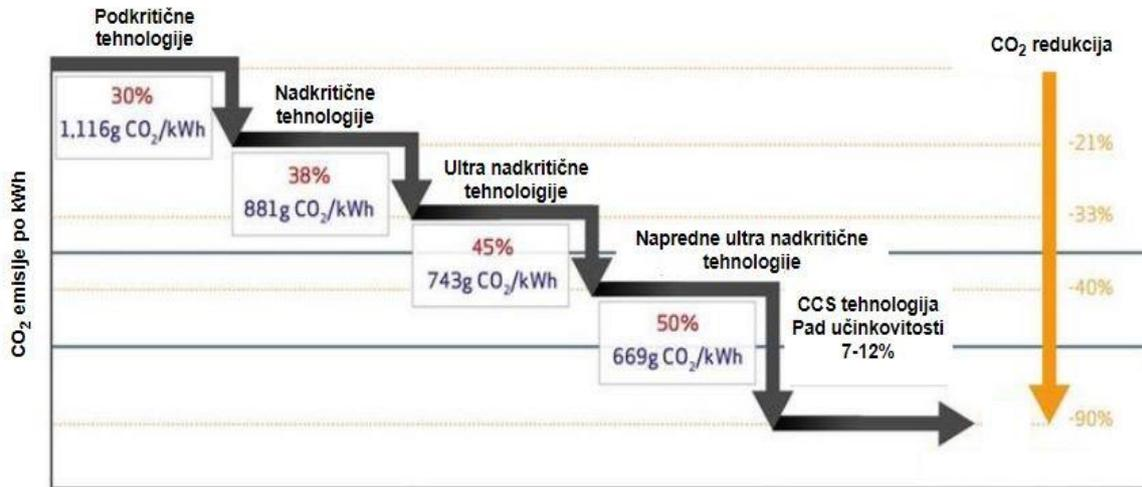 Podkritične
tehnologije
CO₂ redukcija
30%
1,116g CO₂/kWh
Nadkritične
tehnologije
-21%
38%
881g CO₂/kWh
Ultra nadkritične
tehnoloigije
-33%
45%
743g CO₂/kWh
Napredne ultra nadkritične
tehnologije
-40%
50%
669g CO₂/kWh
CCS tehnologija
Pad učinkovitosti
7-12%
-90%
CO₂ emisije po kWh